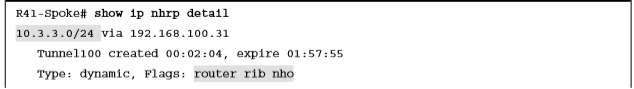 R41-Spoke# show ip nhrp detail
10.3.3.0/24 via 192.168.100.31
Tunnel100 created 00:02:04, expire 01:57:55
Type: dynamic, Flags: router rib nho